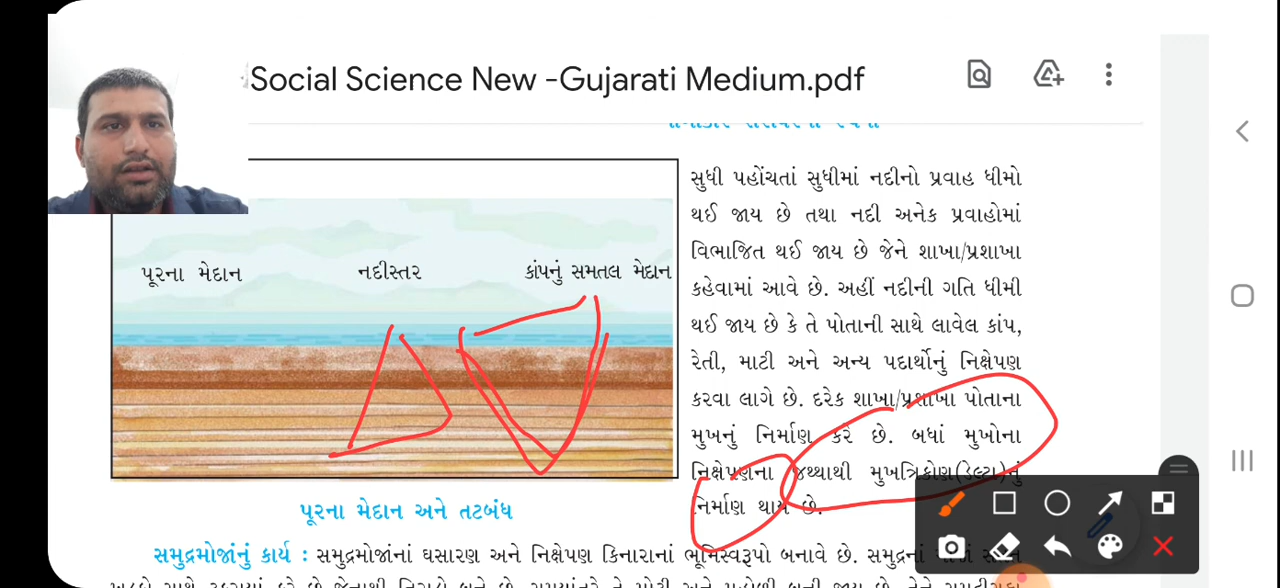 Social Science New -Gujarati Medium.pdf
સુધી પહોંચતાં સુધીમાં નદીનો પ્રવાહ ધીમો
થઈ જાય છે તથા નદી અનેક પ્રવાહોમાં
વિભાજિત થઈ જાય છે જેને શાખા/પ્રશાખા
કહેવામાં આવે છે. અહીં નદીની ગતિ ધીમી
થઈ જાય છે કે તે પોતાની સાથે લાવેલ કાંપ,
રેતી, માટી અને અન્ય પદાર્થોનું નિક્ષેપણ
કરવા લાગે છે. દરેક શાખા/પ્રશાખા પોતાના
મુખનું નિર્માણ કરે છે. બધાં મુખોના
નિક્ષેપણના જથ્થાથી મુખત્રિકોણ(ડેલ્ટા)નું
નિર્માણ થાય છે.
પૂરના મેદાન નદીસ્તર કાંપનું સમતલ મેદાન
પૂરના મેદાન અને તટબંધ
સમુદ્રમોજાંનું કાર્ય : સમુદ્રમોજાંનાં ઘસારણ અને નિક્ષેપણ કિનારાનાં ભૂમિસ્વરૂપો બનાવે છે. સમુદ્રનાં